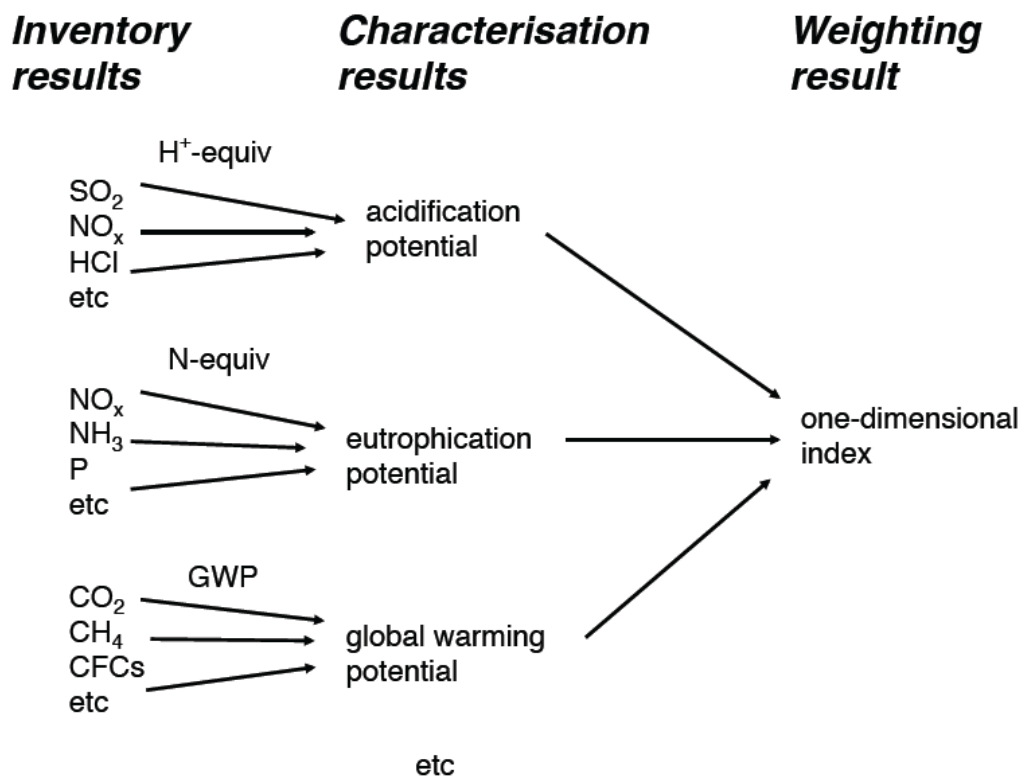 Inventory results
Characterisation results
Weighting result
H⁺-equiv
SO₂
NOₓ
HCl
etc
acidification
potential
N-equiv
NOₓ
NH₃
P
etc
eutrophication
potential
one-dimensional
index
GWP
CO₂
CH₄
CFCs
etc
global warming
potential
etc